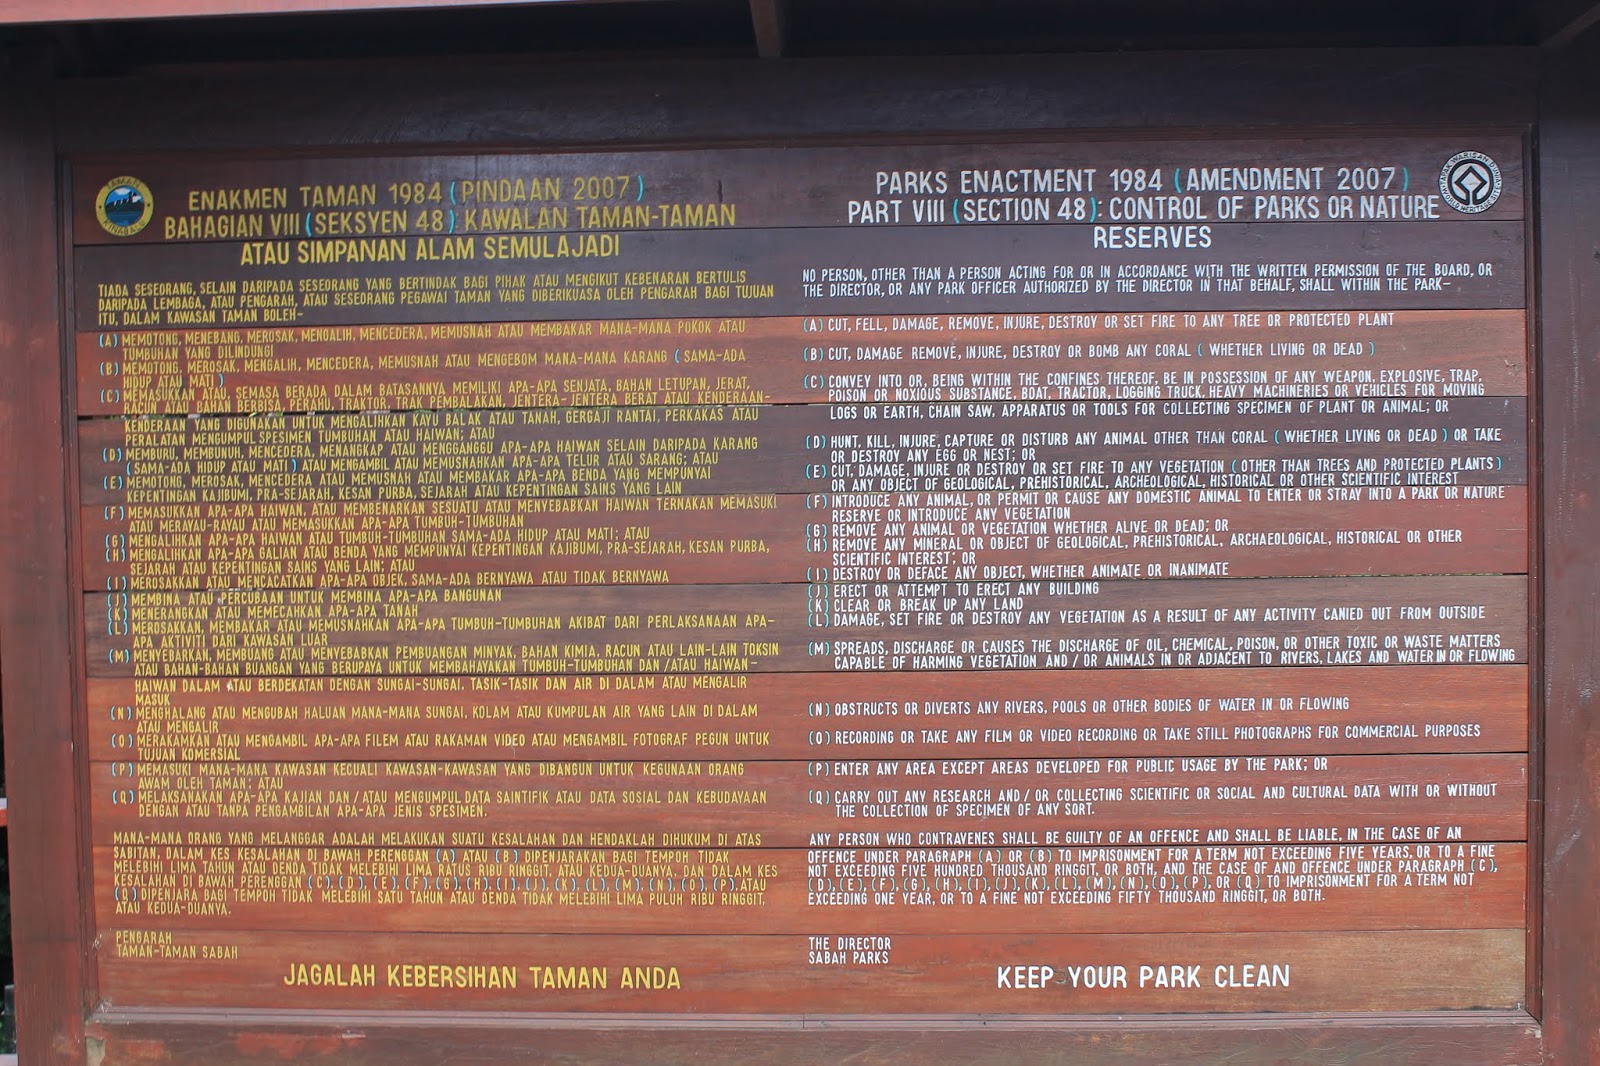 TAMAN
KINABALU
ENAKMEN TAMAN 1984 (PINDAAN 2007)
BAHAGIAN VIII (SEKSYEN 48): KAWALAN TAMAN-TAMAN
ATAU SIMPANAN ALAM SEMULAJADI
TIADA SESEORANG, SELAIN DARIPADA SESEORANG YANG BERTINDAK BAGI PIHAK ATAU MENGIKUT KEBENARAN BERTULIS
DARIPADA LEMBAGA, ATAU PENGARAH, ATAU SESEORANG PEGAWAI TAMAN YANG DIBERIKUASA OLEH PENGARAH BAGI TUJUAN
ITU, DALAM KAWASAN TAMAN BOLEH-
(A) MEMOTONG, MENEBANG, MEROSAK, MENGALIH, MENCEDERA, MEMUSNAH ATAU MEMBAKAR MANA-MANA POKOK ATAU
TUMBUHAN YANG DILINDUNGI
(B) MEMOTONG, MEROSAK, MENGALIH, MENCEDERA, MEMUSNAH ATAU MENGEBOM MANA-MANA KARANG (SAMA-ADA
HIDUP ATAU MATI)
(C) MEMASUKKAN ATAU, SEMASA BERADA DALAM BATASANNYA MEMILIKI APA-APA SENJATA, BAHAN LETUPAN, JERAT,
RACUN ATAU BAHAN BERBISA, PERAHU, TRAKTOR, TRAK PEMBALAKAN, JENTERA- JENTERA BERAT ATAU KENDERAAN-
KENDERAAN YANG DIGUNAKAN UNTUK MENGALIHKAN KAYU BALAK ATAU TANAH, GERGAJI RANTAI, PERKAKAS ATAU
PERALATAN MENGUMPUL SPESIMEN TUMBUHAN ATAU HAIWAN; ATAU
(D) MEMBURU, MEMBUNUH, MENCEDERA, MENANGKAP ATAU MENGGANGGU APA-APA HAIWAN SELAIN DARIPADA KARANG
(SAMA-ADA HIDUP ATAU MATI) ATAU MENGAMBIL ATAU MEMUSNAHKAN APA-APA TELUR ATAU SARANG; ATAU
(E) MEMOTONG, MEROSAK, MENCEDERA ATAU MEMUSNAH ATAU MEMBAKAR APA-APA BENDA YANG MEMPUNYAI
KEPENTINGAN KAJIBUMI, PRA-SEJARAH, KESAN PURBA, SEJARAH ATAU KEPENTINGAN SAINS YANG LAIN
(F) MEMASUKKAN APA-APA HAIWAN, ATAU MEMBENARKAN SESUATU ATAU MENYEBABKAN HAIWAN TERNAKAN MEMASUKI
ATAU MERAYAU-RAYAU ATAU MEMASUKKAN APA-APA TUMBUH-TUMBUHAN
(G) MENGALIHKAN APA-APA HAIWAN ATAU TUMBUH-TUMBUHAN SAMA-ADA HIDUP ATAU MATI; ATAU
(H) MENGALIHKAN APA-APA GALIAN ATAU BENDA YANG MEMPUNYAI KEPENTINGAN KAJIBUMI, PRA-SEJARAH, KESAN PURBA,
SEJARAH ATAU KEPENTINGAN SAINS YANG LAIN; ATAU
(I) MEROSAKKAN ATAU MENCACATKAN APA-APA OBJEK, SAMA-ADA BERNYAWA ATAU TIDAK BERNYAWA
(J) MEMBINA ATAU PERCUBAAN UNTUK MEMBINA APA-APA BANGUNAN
(K) MENERANGKAN ATAU MEMECAHKAN APA-APA TANAH
(L) MEROSAKKAN, MEMBAKAR ATAU MEMUSNAHKAN APA-APA TUMBUH-TUMBUHAN AKIBAT DARI PERLAKSANAAN APA-
APA AKTIVITI DARI KAWASAN LUAR
(M) MENYEBARKAN, MEMBUANG ATAU MENYEBABKAN PEMBUANGAN MINYAK, BAHAN KIMIA, RACUN ATAU LAIN-LAIN TOKSIN
ATAU BAHAN-BAHAN BUANGAN YANG BERUPAYA UNTUK MEMBAHAYAKAN TUMBUH-TUMBUHAN DAN/ATAU HAIWAN-
HAIWAN DALAM ATAU BERDEKATAN DENGAN SUNGAI-SUNGAI, TASIK-TASIK DAN AIR DI DALAM ATAU MENGALIR
MASUK
(N) MENGHALANG ATAU MENGUBAH HALUAN MANA-MANA SUNGAI, KOLAM ATAU KUMPULAN AIR YANG LAIN DI DALAM
ATAU MENGALIR
(O) MERAKAMKAN ATAU MENGAMBIL APA-APA FILEM ATAU RAKAMAN VIDEO ATAU MENGAMBIL FOTOGRAF PEGUN UNTUK
TUJUAN KOMERSIAL
(P) MEMASUKI MANA-MANA KAWASAN KECUALI KAWASAN-KAWASAN YANG DIBANGUN UNTUK KEGUNAAN ORANG
AWAM OLEH TAMAN; ATAU
(Q) MELAKSANAKAN APA-APA KAJIAN DAN/ATAU MENGUMPUL DATA SAINTIFIK ATAU DATA SOSIAL DAN KEBUDAYAAN
DENGAN ATAU TANPA PENGAMBILAN APA-APA JENIS SPESIMEN.
MANA-MANA ORANG YANG MELANGGAR ADALAH MELAKUKAN SUATU KESALAHAN DAN HENDAKLAH DIHUKUM DI ATAS
SABITAN, DALAM KES KESALAHAN DI BAWAH PERENGGAN (A) ATAU (B) DIPENJARAKAN BAGI TEMPOH TIDAK
MELEBIHI LIMA TAHUN ATAU DENDA TIDAK MELEBIHI LIMA RATUS RIBU RINGGIT, ATAU KEDUA-DUANYA, DAN DALAM KES
KESALAHAN DI BAWAH PERENGGAN (C), (D), (E), (F), (G), (H), (I), (J), (K), (L), (M), (N), (O), (P), ATAU
(Q) DIPENJARA BAGI TEMPOH TIDAK MELEBIHI SATU TAHUN ATAU DENDA TIDAK MELEBIHI LIMA PULUH RIBU RINGGIT,
ATAU KEDUA-DUANYA.
PENGARAH
TAMAN-TAMAN SABAH
JAGALAH KEBERSIHAN TAMAN ANDA
TAPAK WARISAN DUNIA
WORLD HERITAGE SITE
PARKS ENACTMENT 1984 (AMENDMENT 2007)
PART VIII (SECTION 48): CONTROL OF PARKS OR NATURE
RESERVES
NO PERSON, OTHER THAN A PERSON ACTING FOR OR IN ACCORDANCE WITH THE WRITTEN PERMISSION OF THE BOARD, OR
THE DIRECTOR, OR ANY PARK OFFICER AUTHORIZED BY THE DIRECTOR IN THAT BEHALF, SHALL WITHIN THE PARK-
(A) CUT, FELL, DAMAGE, REMOVE, INJURE, DESTROY OR SET FIRE TO ANY TREE OR PROTECTED PLANT
(B) CUT, DAMAGE REMOVE, INJURE, DESTROY OR BOMB ANY CORAL (WHETHER LIVING OR DEAD)
(C) CONVEY INTO OR, BEING WITHIN THE CONFINES THEREOF, BE IN POSSESSION OF ANY WEAPON, EXPLOSIVE, TRAP,
POISON OR NOXIOUS SUBSTANCE, BOAT, TRACTOR, LOGGING TRUCK, HEAVY MACHINERIES OR VEHICLES FOR MOVING
LOGS OR EARTH, CHAIN SAW, APPARATUS OR TOOLS FOR COLLECTING SPECIMEN OF PLANT OR ANIMAL; OR
(D) HUNT, KILL, INJURE, CAPTURE OR DISTURB ANY ANIMAL OTHER THAN CORAL (WHETHER LIVING OR DEAD) OR TAKE
OR DESTROY ANY EGG OR NEST; OR
(E) CUT, DAMAGE, INJURE OR DESTROY OR SET FIRE TO ANY VEGETATION (OTHER THAN TREES AND PROTECTED PLANTS)
OR ANY OBJECT OF GEOLOGICAL, PREHISTORICAL, ARCHEOLOGICAL, HISTORICAL OR OTHER SCIENTIFIC INTEREST
(F) INTRODUCE ANY ANIMAL, OR PERMIT OR CAUSE ANY DOMESTIC ANIMAL TO ENTER OR STRAY INTO A PARK OR NATURE
RESERVE OR INTRODUCE ANY VEGETATION
(G) REMOVE ANY ANIMAL OR VEGETATION WHETHER ALIVE OR DEAD; OR
(H) REMOVE ANY MINERAL OR OBJECT OF GEOLOGICAL, PREHISTORICAL, ARCHAEOLOGICAL, HISTORICAL OR OTHER
SCIENTIFIC INTEREST; OR
(I) DESTROY OR DEFACE ANY OBJECT, WHETHER ANIMATE OR INANIMATE
(J) ERECT OR ATTEMPT TO ERECT ANY BUILDING
(K) CLEAR OR BREAK UP ANY LAND
(L) DAMAGE, SET FIRE OR DESTROY ANY VEGETATION AS A RESULT OF ANY ACTIVITY CANIED OUT FROM OUTSIDE
(M) SPREADS, DISCHARGE OR CAUSES THE DISCHARGE OF OIL, CHEMICAL, POISON, OR OTHER TOXIC OR WASTE MATTERS
CAPABLE OF HARMING VEGETATION AND/OR ANIMALS IN OR ADJACENT TO RIVERS, LAKES AND WATER IN OR FLOWING
(N) OBSTRUCTS OR DIVERTS ANY RIVERS, POOLS OR OTHER BODIES OF WATER IN OR FLOWING
(O) RECORDING OR TAKE ANY FILM OR VIDEO RECORDING OR TAKE STILL PHOTOGRAPHS FOR COMMERCIAL PURPOSES
(P) ENTER ANY AREA EXCEPT AREAS DEVELOPED FOR PUBLIC USAGE BY THE PARK; OR
(Q) CARRY OUT ANY RESEARCH AND/OR COLLECTING SCIENTIFIC OR SOCIAL AND CULTURAL DATA WITH OR WITHOUT
THE COLLECTION OF SPECIMEN OF ANY SORT.
ANY PERSON WHO CONTRAVENES SHALL BE GUILTY OF AN OFFENCE AND SHALL BE LIABLE, IN THE CASE OF AN
OFFENCE UNDER PARAGRAPH (A) OR (B) TO IMPRISONMENT FOR A TERM NOT EXCEEDING FIVE YEARS, OR TO A FINE
NOT EXCEEDING FIVE HUNDRED THOUSAND RINGGIT, OR BOTH, AND THE CASE OF AND OFFENCE UNDER PARAGRAPH (C),
(D), (E), (F), (G), (H), (I), (J), (K), (L), (M), (N), (O), (P), OR (Q) TO IMPRISONMENT FOR A TERM NOT
EXCEEDING ONE YEAR, OR TO A FINE NOT EXCEEDING FIFTY THOUSAND RINGGIT, OR BOTH.
THE DIRECTOR
SABAH PARKS
KEEP YOUR PARK CLEAN